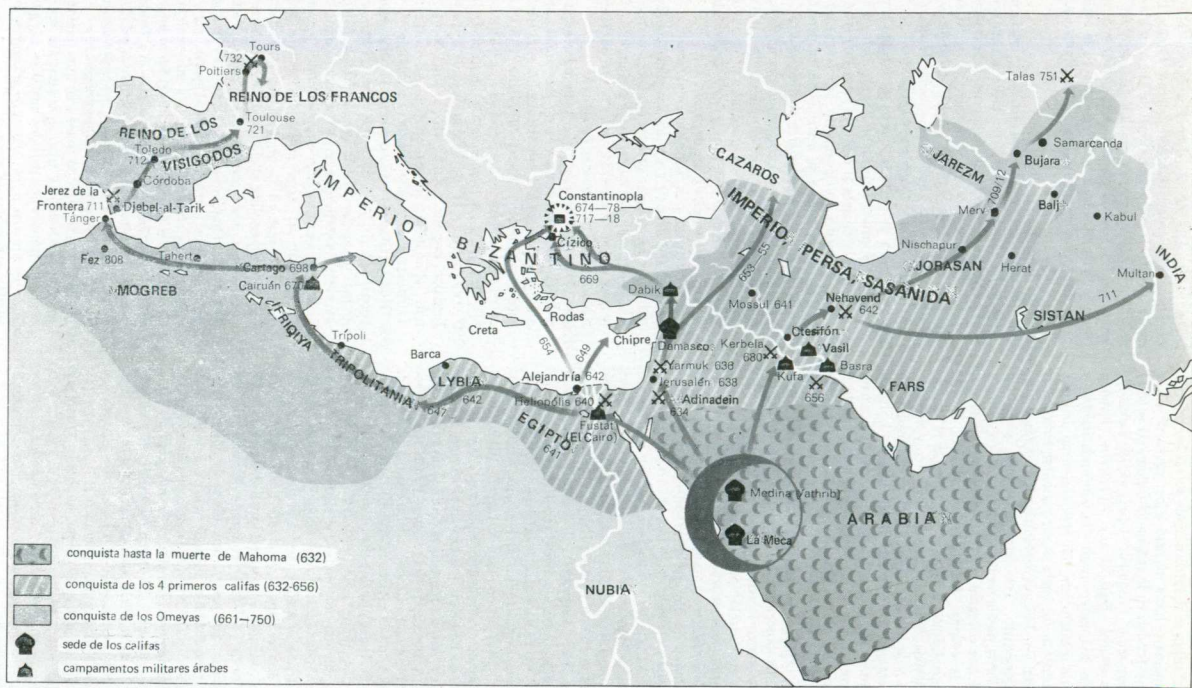 Tours
732
Poitiers
REINO DE LOS FRANCOS
Toulouse
721
REINO DE LOS
VISIGODOS
Toledo
712
Córdoba
Jerez de la
Frontera 711
Djebel-al-Tarik
Tánger
Fez 808
Tahert
MOGREB
Cartago 698
Cairuán 670
IFRIQIYA
Trípoli
TRIPOLITANIA
647
Barca
LYBIA
642
IMPERIO
BIZANTINO
Constantinopla
674—78
717—18
Cízico
669
Rodas
Creta
Chipre
654
649
Alejandría 642
Heliópolis 640
Fustat
(El Cairo)
EGIPTO
641
NUBIA
Dabik
Damasco
Yarmuk 636
Jerusalén 638
Adinadein
634
CAZAROS
653 55
IMPERIO PERSA SASANIDA
Mossul 641
Nehavend
642
Ctesifón
Kerbela
680
Vasil
Kufa
Basra
656
FARS
SISTAN
711
JORASAN
Nischapur
Herat
Merv
709/12
JAREZM
Bujara
Samarcanda
Talas 751
Balj
Kabul
INDIA
Multan
Medina (Yathrib)
La Meca
ARABIA
conquista hasta la muerte de Mahoma (632)
conquista de los 4 primeros califas (632-656)
conquista de los Omeyas (661—750)
sede de los califas
campamentos militares árabes